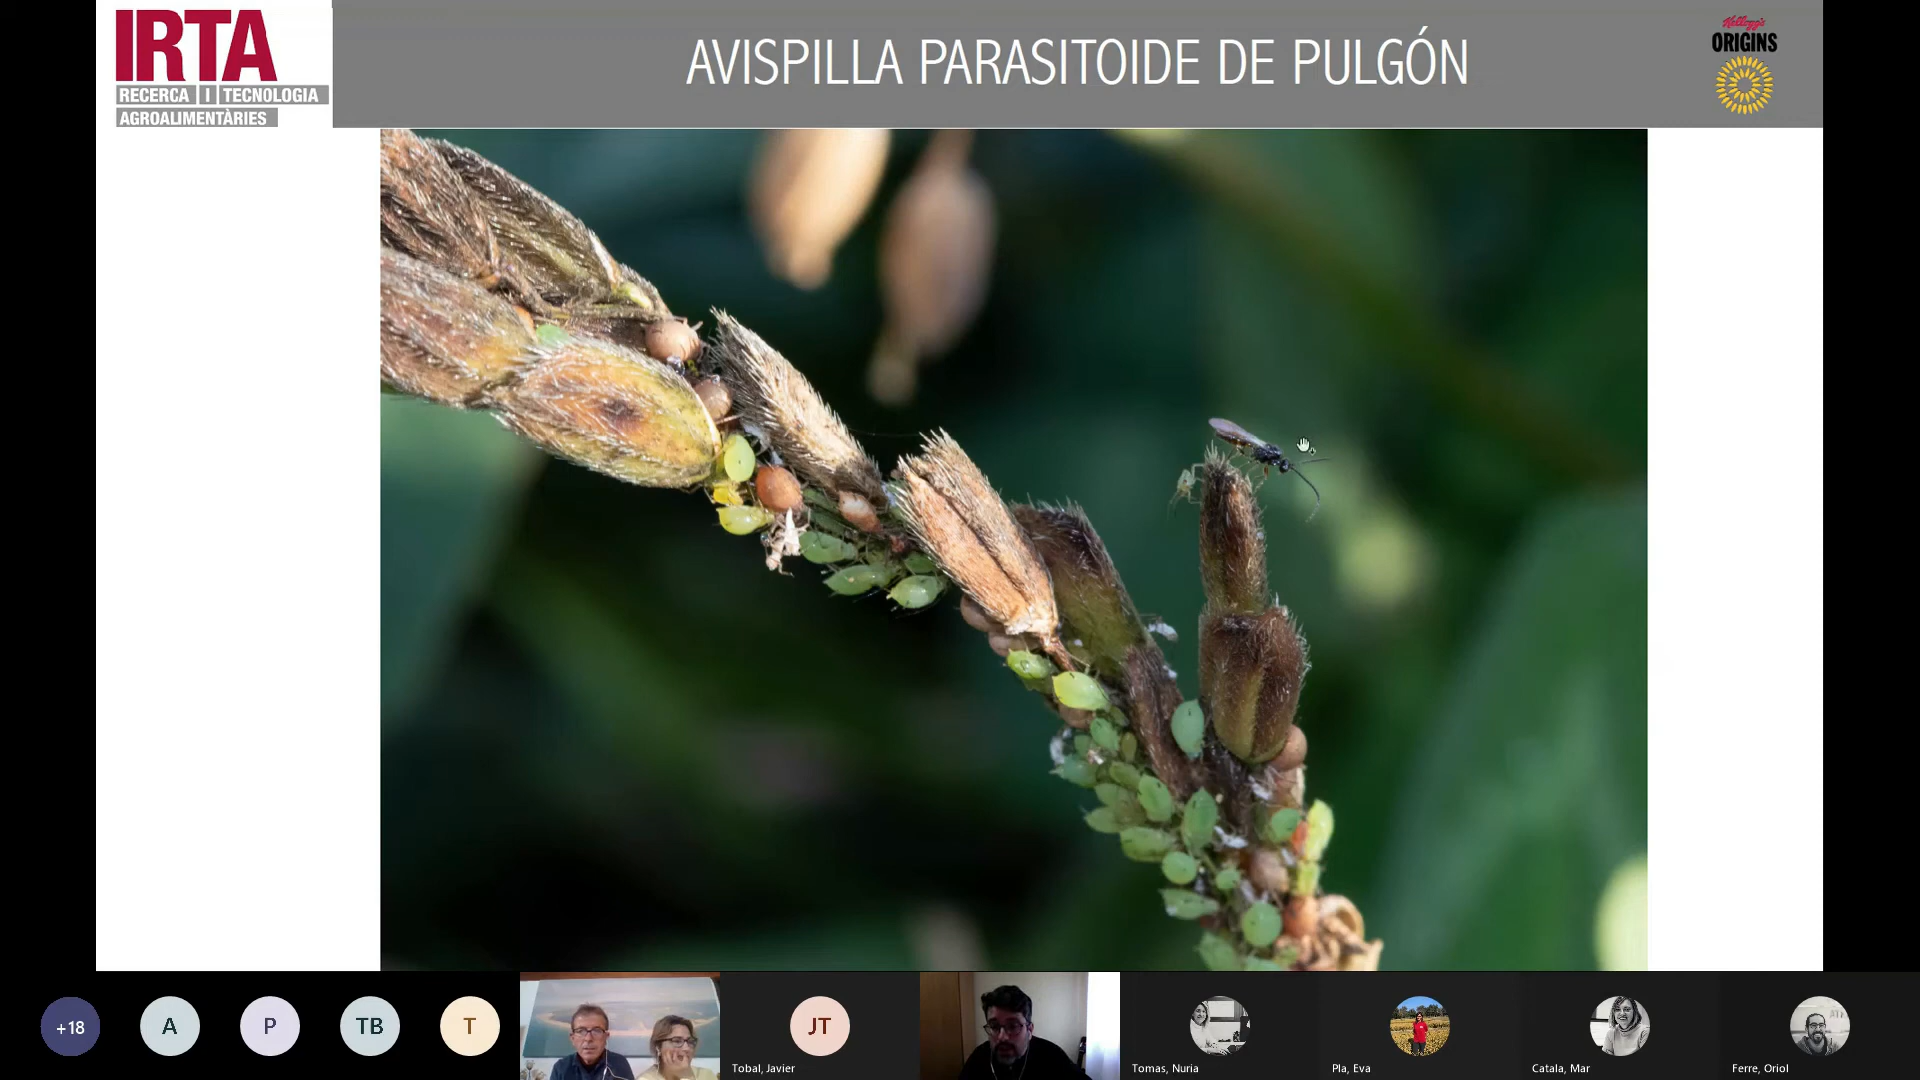 IRTA
RECERCA I TECNOLOGIA
AGROALIMENTÀRIES
AVISPILLA PARASITOIDE DE PULGÓN
Kellogg's
ORIGINS
+18
A
P
TB
T
JT
Tobal, Javier
Tomas, Nuria
Pla, Eva
Catala, Mar
Ferre, Oriol